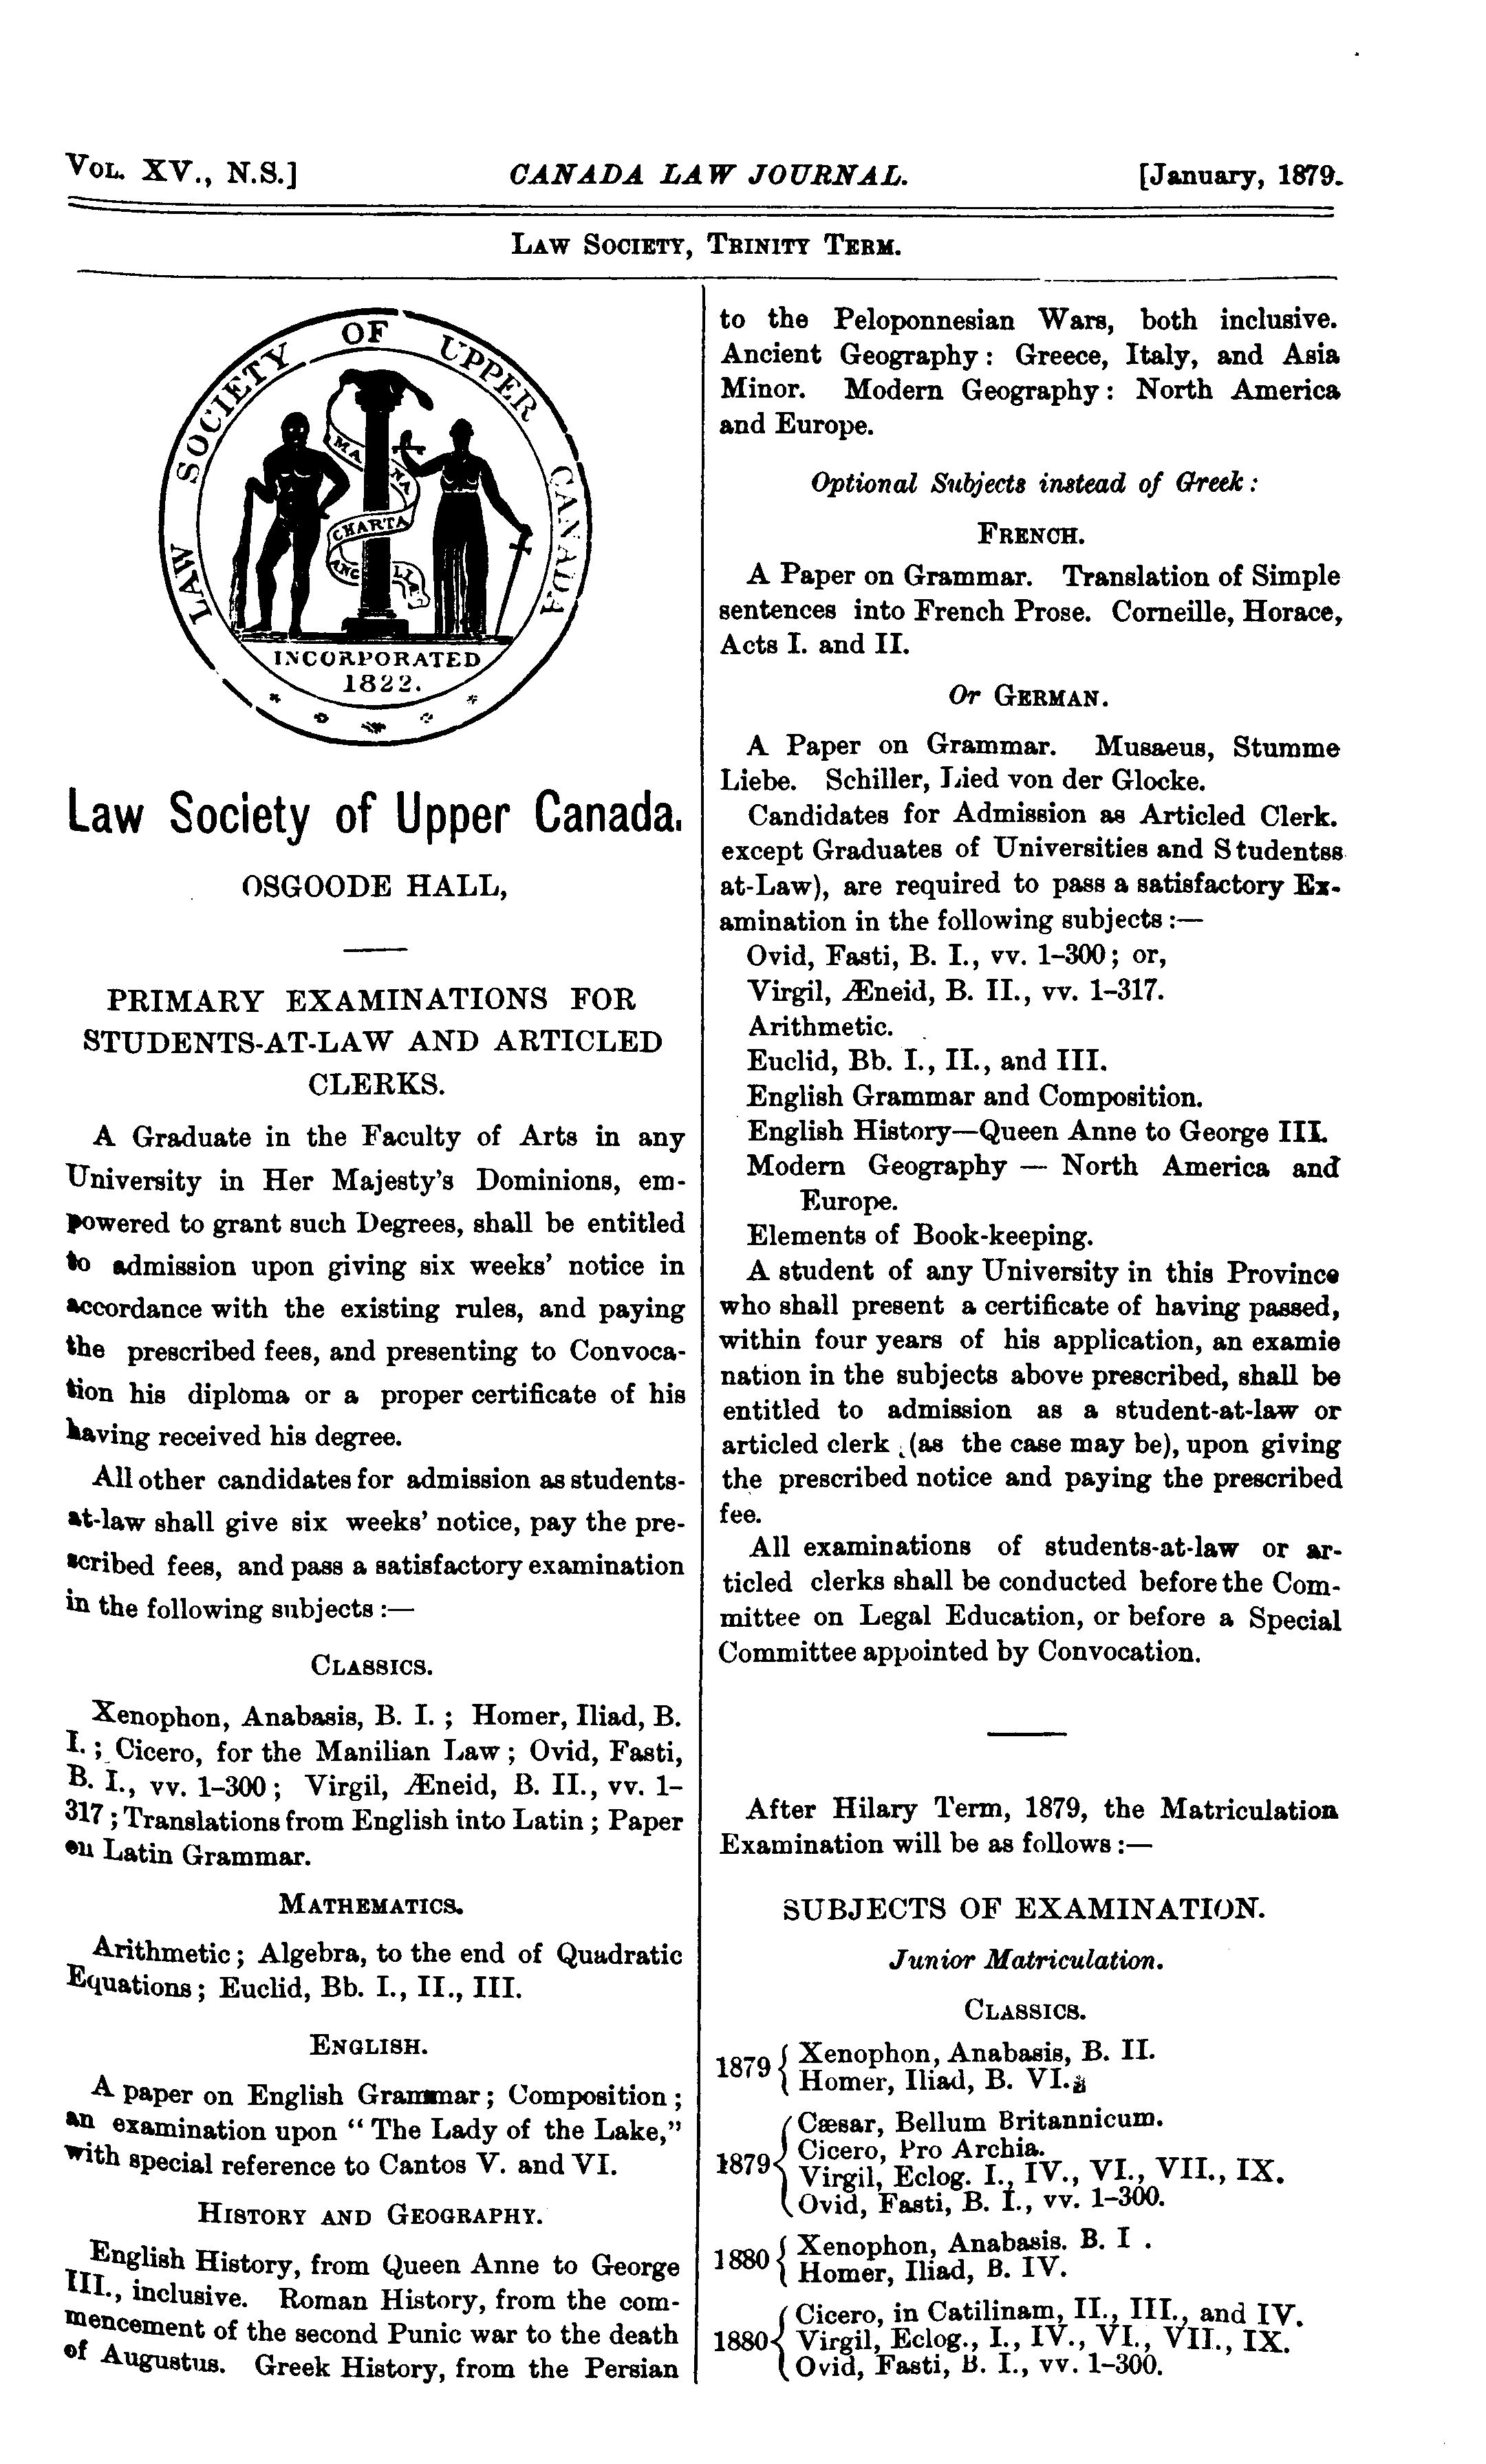 VOL. XV., N.S.]
CANADA LAW JOURNAL.
[January, 1879.
LAW SOCIETY, TRINITY TERM.
LAW SOCIETY OF UPPER CANADA
MAGNA
CHARTA
ANGLIÆ
INCORPORATED
1822.
Law Society of Upper Canada.
OSGOODE HALL,
PRIMARY EXAMINATIONS FOR
STUDENTS-AT-LAW AND ARTICLED
CLERKS.
A Graduate in the Faculty of Arts in any
University in Her Majesty's Dominions, em-
powered to grant such Degrees, shall be entitled
to admission upon giving six weeks' notice in
accordance with the existing rules, and paying
the prescribed fees, and presenting to Convoca-
tion his diploma or a proper certificate of his
having received his degree.
All other candidates for admission as students-
at-law shall give six weeks' notice, pay the pre-
scribed fees, and pass a satisfactory examination
in the following subjects :—
CLASSICS.
Xenophon, Anabasis, B. I. ; Homer, Iliad, B.
I. ; Cicero, for the Manilian Law ; Ovid, Fasti,
B. I., vv. 1-300 ; Virgil, Æneid, B. II., vv. 1-
317 ; Translations from English into Latin ; Paper
on Latin Grammar.
MATHEMATICS.
Arithmetic ; Algebra, to the end of Quadratic
Equations ; Euclid, Bb. I., II., III.
ENGLISH.
A paper on English Grammar ; Composition ;
an examination upon “ The Lady of the Lake,”
with special reference to Cantos V. and VI.
HISTORY AND GEOGRAPHY.
English History, from Queen Anne to George
III., inclusive. Roman History, from the com-
mencement of the second Punic war to the death
of Augustus. Greek History, from the Persian
to the Peloponnesian Wars, both inclusive.
Ancient Geography : Greece, Italy, and Asia
Minor. Modern Geography : North America
and Europe.
Optional Subjects instead of Greek :
FRENCH.
A Paper on Grammar. Translation of Simple
sentences into French Prose. Corneille, Horace,
Acts I. and II.
Or GERMAN.
A Paper on Grammar. Musaeus, Stumme
Liebe. Schiller, Lied von der Glocke.
Candidates for Admission as Articled Clerk.
except Graduates of Universities and Studentss
at-Law), are required to pass a satisfactory Ex-
amination in the following subjects :—
Ovid, Fasti, B. I., vv. 1-300 ; or,
Virgil, Æneid, B. II., vv. 1-317.
Arithmetic.
Euclid, Bb. I., II., and III.
English Grammar and Composition.
English History—Queen Anne to George III.
Modern Geography — North America and
Europe.
Elements of Book-keeping.
A student of any University in this Province
who shall present a certificate of having passed,
within four years of his application, an examie
nation in the subjects above prescribed, shall be
entitled to admission as a student-at-law or
articled clerk (as the case may be), upon giving
the prescribed notice and paying the prescribed
fee.
All examinations of students-at-law or ar-
ticled clerks shall be conducted before the Com-
mittee on Legal Education, or before a Special
Committee appointed by Convocation.
After Hilary Term, 1879, the Matriculation
Examination will be as follows :—
SUBJECTS OF EXAMINATION.
Junior Matriculation.
CLASSICS.
1879 { Xenophon, Anabasis, B. II.
Homer, Iliad, B. VI.
1879 { Cæsar, Bellum Britannicum.
Cicero, Pro Archia.
Virgil, Eclog. I., IV., VI., VII., IX.
Ovid, Fasti, B. I., vv. 1-300.
1880 { Xenophon, Anabasis. B. I .
Homer, Iliad, B. IV.
1880 { Cicero, in Catilinam, II., III., and IV.
Virgil, Eclog., I., IV., VI., VII., IX.
Ovid, Fasti, B. I., vv. 1-300.